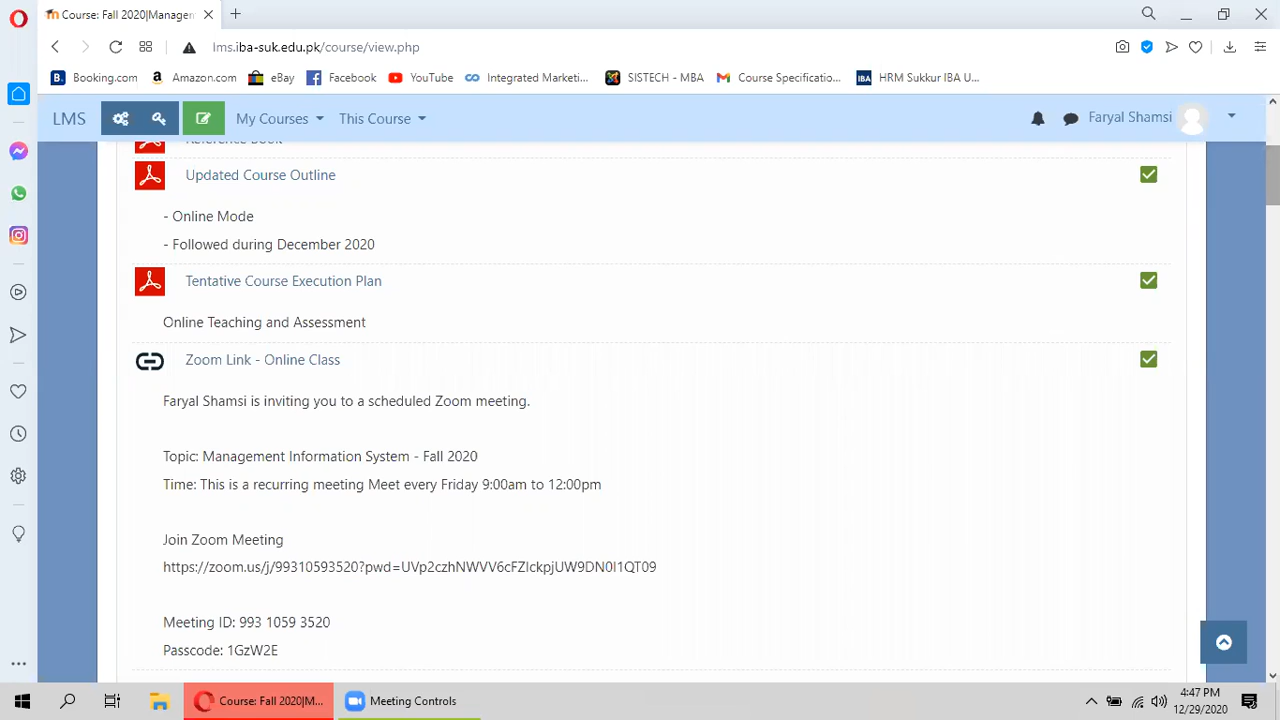 Course: Fall 2020|Managem
lms.iba-suk.edu.pk/course/view.php
B. Booking.com
a Amazon.com
eBay
Facebook
YouTube
Integrated Marketi...
SISTECH - MBA
Course Specificatio...
IBA HRM Sukkur IBA U...
LMS
My Courses
This Course
Faryal Shamsi
Reference Book
Updated Course Outline
- Online Mode
- Followed during December 2020
Tentative Course Execution Plan
Online Teaching and Assessment
Zoom Link - Online Class
Faryal Shamsi is inviting you to a scheduled Zoom meeting.
Topic: Management Information System - Fall 2020
Time: This is a recurring meeting Meet every Friday 9:00am to 12:00pm
Join Zoom Meeting
https://zoom.us/j/99310593520?pwd=UVp2czhNWVV6cFZIckpjUW9DN0I1QT09
Meeting ID: 993 1059 3520
Passcode: 1GzW2E
Course: Fall 2020|M...
Meeting Controls
4:47 PM
12/29/2020